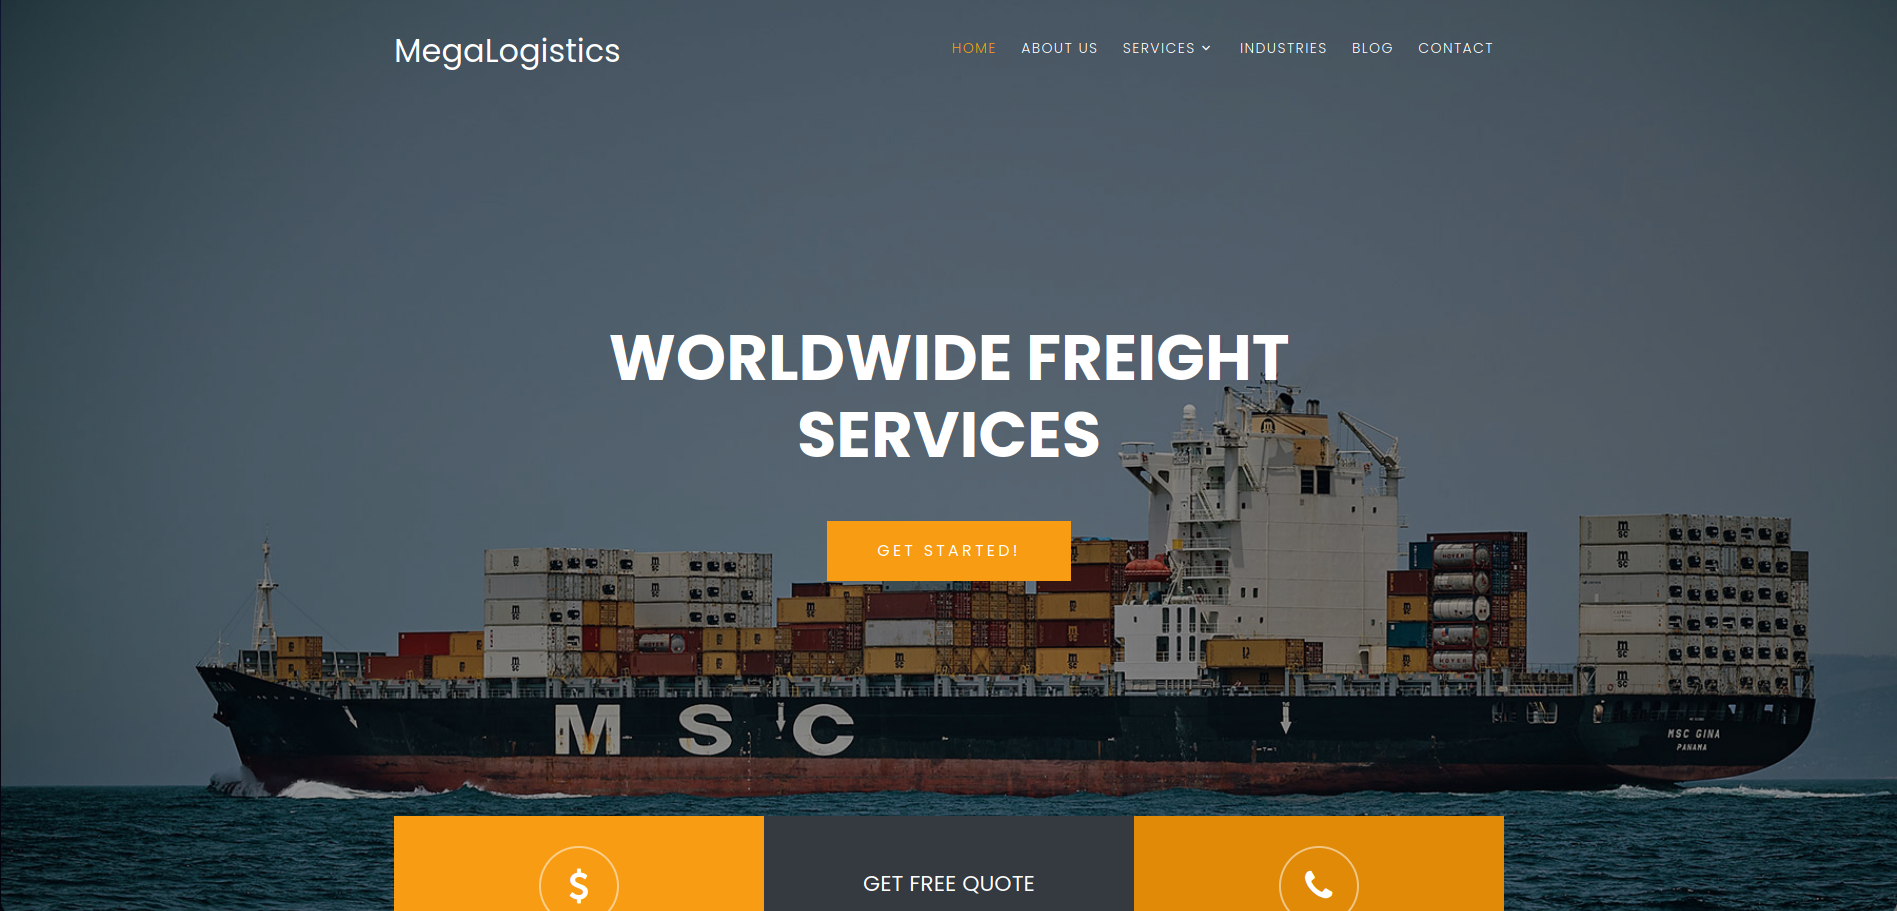 MegaLogistics
HOME ABOUT US SERVICES INDUSTRIES BLOG CONTACT
WORLDWIDE FREIGHT
SERVICES
GET STARTED!
MSC
MSC GINA
PANAMA
GET FREE QUOTE
$